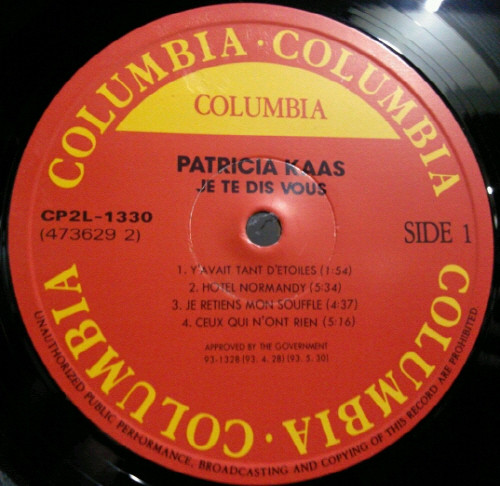 COLUMBIA · COLUMBIA
COLUMBIA
PATRICIA KAAS
JE TE DIS VOUS
CP2L-1330
(473629 2)
SIDE 1
1. Y'AVAIT TANT D'ETOILES (1:54)
2. HOTEL NORMANDY (5:34)
3. JE RETIENS MON SOUFFLE (4:37)
4. CEUX QUI N'ONT RIEN (5:16)
APPROVED BY THE GOVERNMENT
93-1328 (93. 4. 28) (93. 5. 30)
COLUMBIA · COLUMBIA
UNAUTHORIZED PUBLIC PERFORMANCE, BROADCASTING AND COPYING OF THIS RECORD ARE PROHIBITED